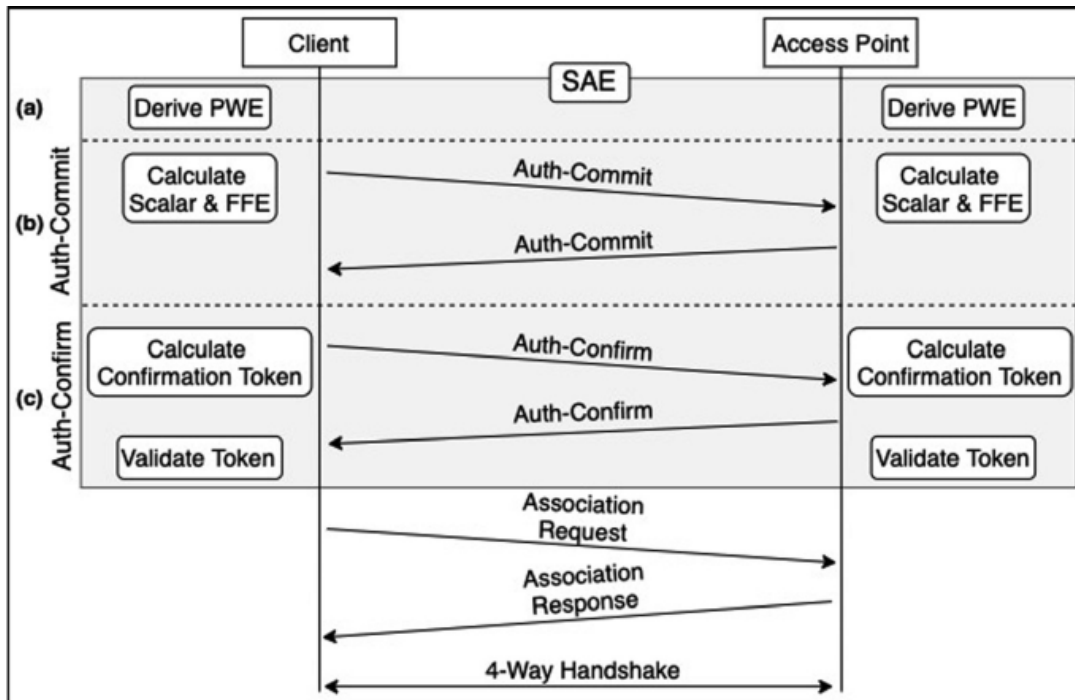 Client
Access Point
SAE
(a)
Derive PWE
Derive PWE
Auth-Commit
(b)
Calculate
Scalar & FFE
Auth-Commit
Auth-Commit
Calculate
Scalar & FFE
Auth-Confirm
(c)
Calculate
Confirmation Token
Auth-Confirm
Calculate
Confirmation Token
Auth-Confirm
Validate Token
Validate Token
Association
Request
Association
Response
4-Way Handshake